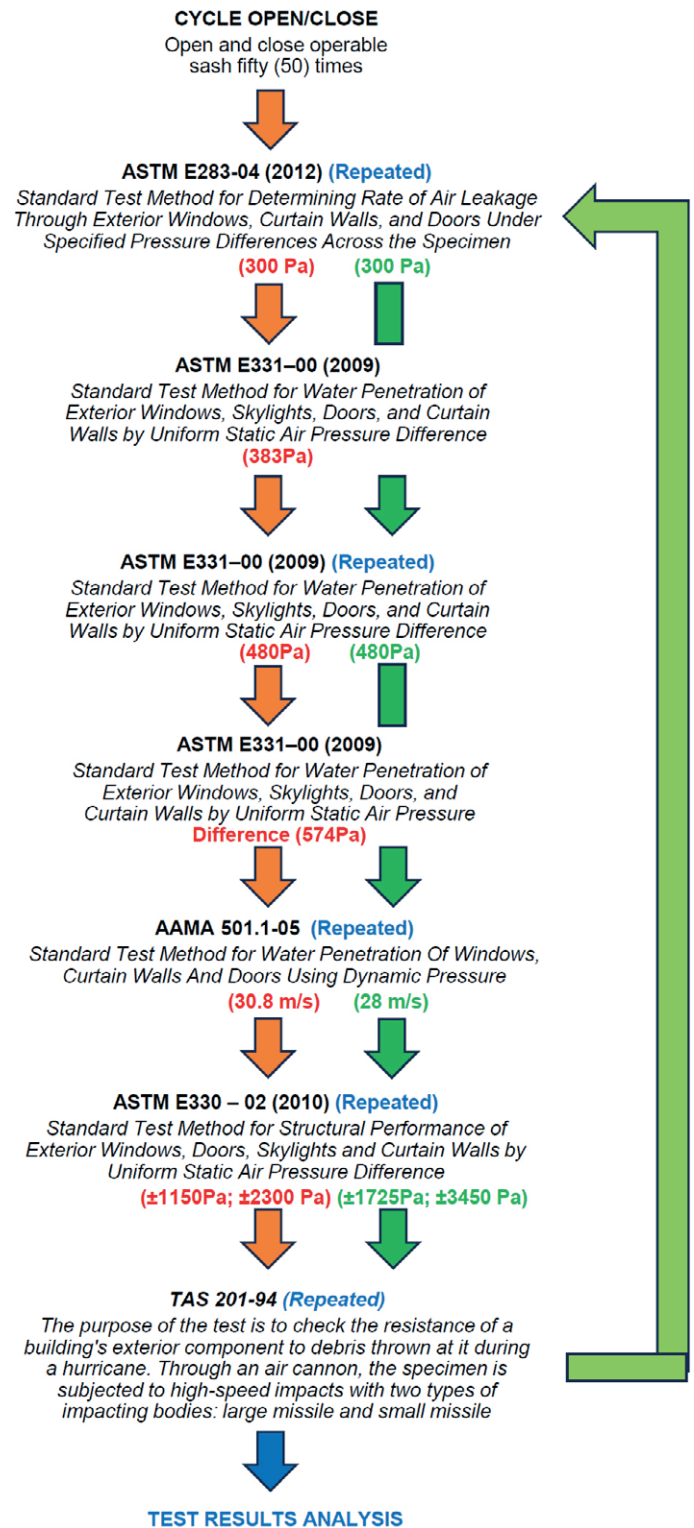 CYCLE OPEN/CLOSE
Open and close operable
sash fifty (50) times
ASTM E283-04 (2012) (Repeated)
Standard Test Method for Determining Rate of Air Leakage
Through Exterior Windows, Curtain Walls, and Doors Under
Specified Pressure Differences Across the Specimen
(300 Pa) (300 Pa)
ASTM E331–00 (2009)
Standard Test Method for Water Penetration of
Exterior Windows, Skylights, Doors, and Curtain
Walls by Uniform Static Air Pressure Difference
(383Pa)
ASTM E331–00 (2009) (Repeated)
Standard Test Method for Water Penetration of
Exterior Windows, Skylights, Doors, and Curtain
Walls by Uniform Static Air Pressure Difference
(480Pa) (480Pa)
ASTM E331–00 (2009)
Standard Test Method for Water Penetration of
Exterior Windows, Skylights, Doors, and
Curtain Walls by Uniform Static Air Pressure
Difference (574Pa)
AAMA 501.1-05 (Repeated)
Standard Test Method for Water Penetration Of Windows,
Curtain Walls And Doors Using Dynamic Pressure
(30.8 m/s) (28 m/s)
ASTM E330 – 02 (2010) (Repeated)
Standard Test Method for Structural Performance of
Exterior Windows, Doors, Skylights and Curtain Walls by
Uniform Static Air Pressure Difference
(±1150Pa; ±2300 Pa) (±1725Pa; ±3450 Pa)
TAS 201-94 (Repeated)
The purpose of the test is to check the resistance of a
building's exterior component to debris thrown at it during
a hurricane. Through an air cannon, the specimen is
subjected to high-speed impacts with two types of
impacting bodies: large missile and small missile
TEST RESULTS ANALYSIS